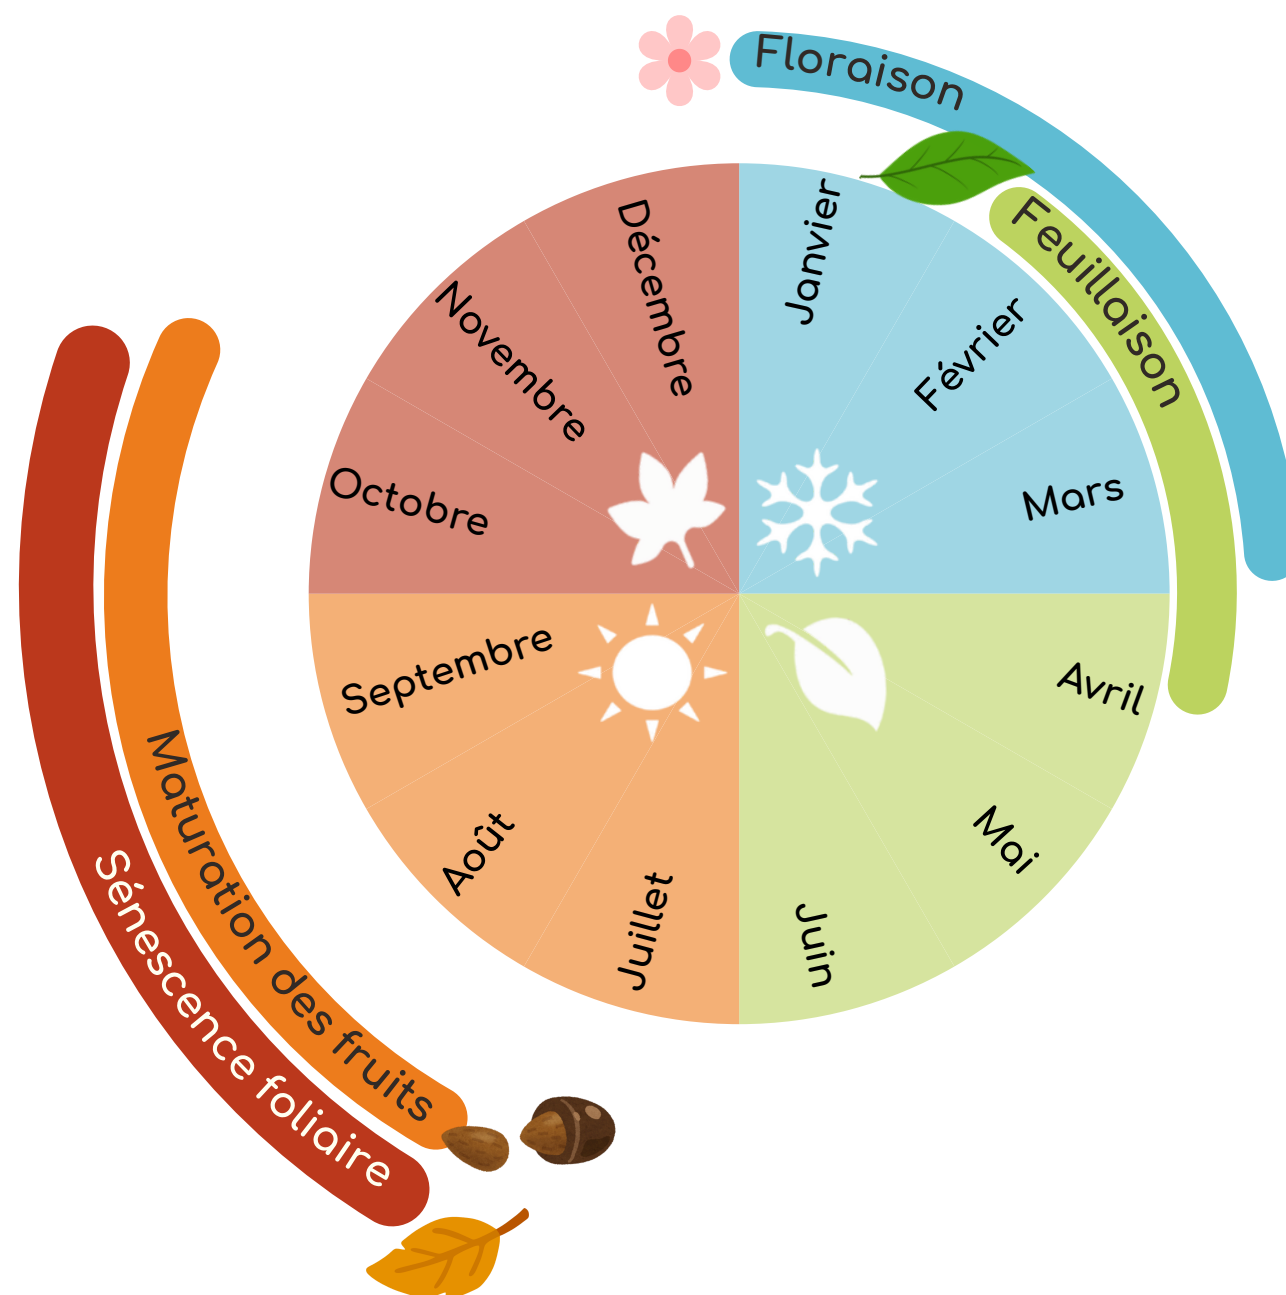 Floraison
Feuillaison
Janvier
Février
Mars
Avril
Mai
Juin
Juillet
Août
Septembre
Octobre
Novembre
Décembre
Maturation des fruits
Sénescence foliaire